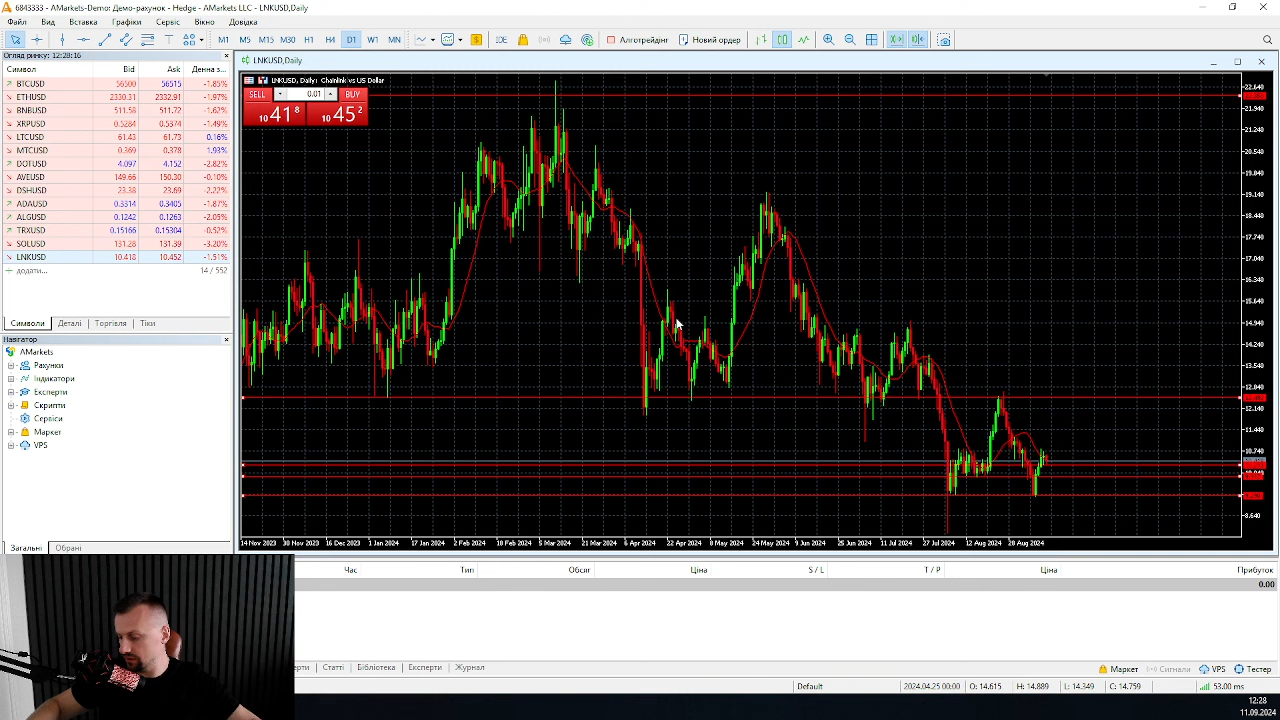 6843333 - AMarkets-Demo: Демо-рахунок - Hedge - AMarkets LLC - LNKUSD,Daily
Файл Вид Вставка Графіки Сервіс Вікно Довідка
M1 M5 M15 M30 H1 H4 D1 W1 MN IDE Алготрейдінг Новий ордер
Огляд ринку: 12:28:16
Символ Bid Ask Денна з...
BTCUSD 56500 56515 -1.85%
ETHUSD 2330.31 2332.91 -1.97%
BNBUSD 511.58 511.72 -1.62%
XRPUSD 0.5284 0.5374 -1.49%
LTCUSD 61.43 61.73 0.16%
MTCUSD 0.369 0.378 1.93%
DOTUSD 4.097 4.152 -2.82%
AVEUSD 149.66 150.30 -0.10%
DSHUSD 23.38 23.69 -2.22%
ADAUSD 0.3314 0.3405 -1.87%
ALGUSD 0.1242 0.1263 -2.05%
TRXUSD 0.15166 0.15304 -0.52%
SOLUSD 131.28 131.39 -3.20%
LNKUSD 10.418 10.452 -1.51%
додати... 14 / 552
Символи Деталі Торгівля Тіки
Навігатор
AMarkets
Рахунки
Індикатори
Експерти
Скрипти
Сервіси
Маркет
VPS
Загальні Обрані
LNKUSD,Daily
LNKUSD, Daily: Chainlink vs US Dollar
SELL 0.01 BUY
10 41 8 10 45 2
22.640
21.940
21.240
20.540
19.840
19.140
18.440
17.740
17.040
16.340
15.640
14.940
14.240
13.540
12.840
12.140
11.440
10.740
8.640
14 Nov 2023 30 Nov 2023 16 Dec 2023 1 Jan 2024 17 Jan 2024 2 Feb 2024 18 Feb 2024 5 Mar 2024 21 Mar 2024 6 Apr 2024 22 Apr 2024 8 May 2024 24 May 2024 9 Jun 2024 25 Jun 2024 11 Jul 2024 27 Jul 2024 12 Aug 2024 28 Aug 2024
Час Тип Обсяг Ціна S / L T / P Ціна Прибуток
0.00
Статті Бібліотека Експерти Журнал
Маркет Сигнали VPS Тестер
Default 2024.04.25 00:00 O: 14.615 H: 14.889 L: 14.349 C: 14.759 53.00 ms
12:28
11.09.2024